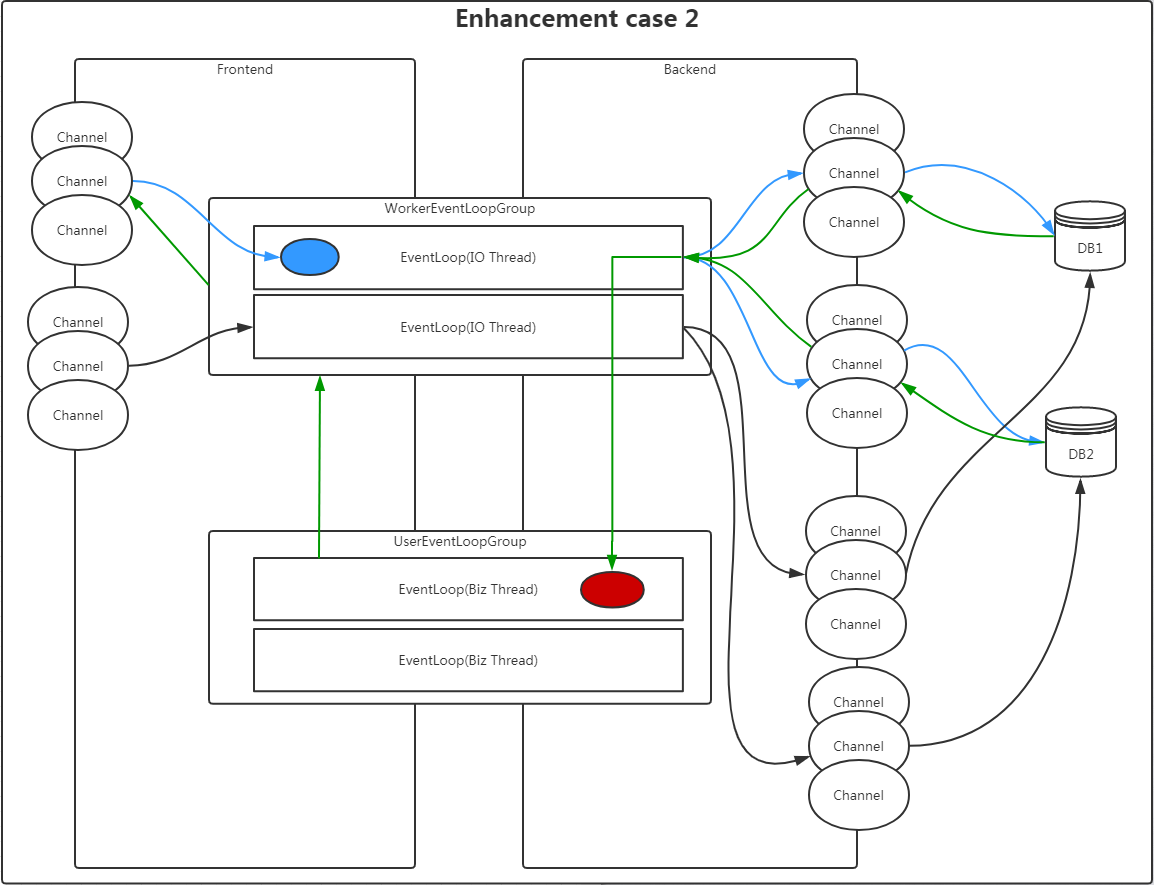 Enhancement case 2
Frontend
Backend
Channel
Channel
Channel
Channel
Channel
Channel
WorkerEventLoopGroup
EventLoop(IO Thread)
EventLoop(IO Thread)
UserEventLoopGroup
EventLoop(Biz Thread)
EventLoop(Biz Thread)
Channel
Channel
Channel
Channel
Channel
Channel
Channel
Channel
Channel
Channel
Channel
Channel
DB1
DB2